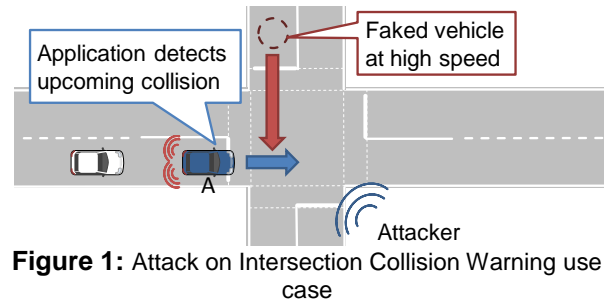 Application detects
upcoming collision
Faked vehicle
at high speed
A
Attacker
Figure 1: Attack on Intersection Collision Warning use
case